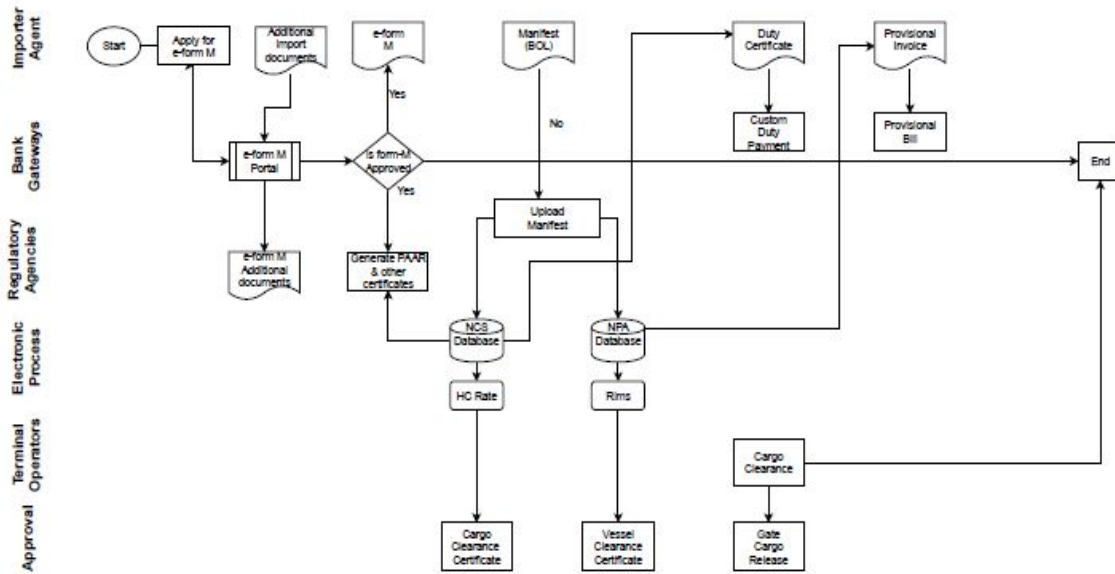 Importer
Agent
Start
Apply for
e-form M
Additional
Import
documents
e-form
M
Manifest
(BOL)
Duty
Certificate
Provisional
Invoice
Yes
No
Custom
Duty
Payment
Provisional
Bill
Bank
Gateways
e-form M
Portal
Is form-M
Approved
End
Yes
Upload
Manifest
Regulatory
Agencies
e-form M
Additional
documents
Generate PAAR
& other
certificates
Electronic
Process
NCS
Database
NPA
Database
HC Rate
Rims
Terminal
Operators
Cargo
Clearance
Approval
Cargo
Clearance
Certificate
Vessel
Clearance
Certificate
Gate
Cargo
Release